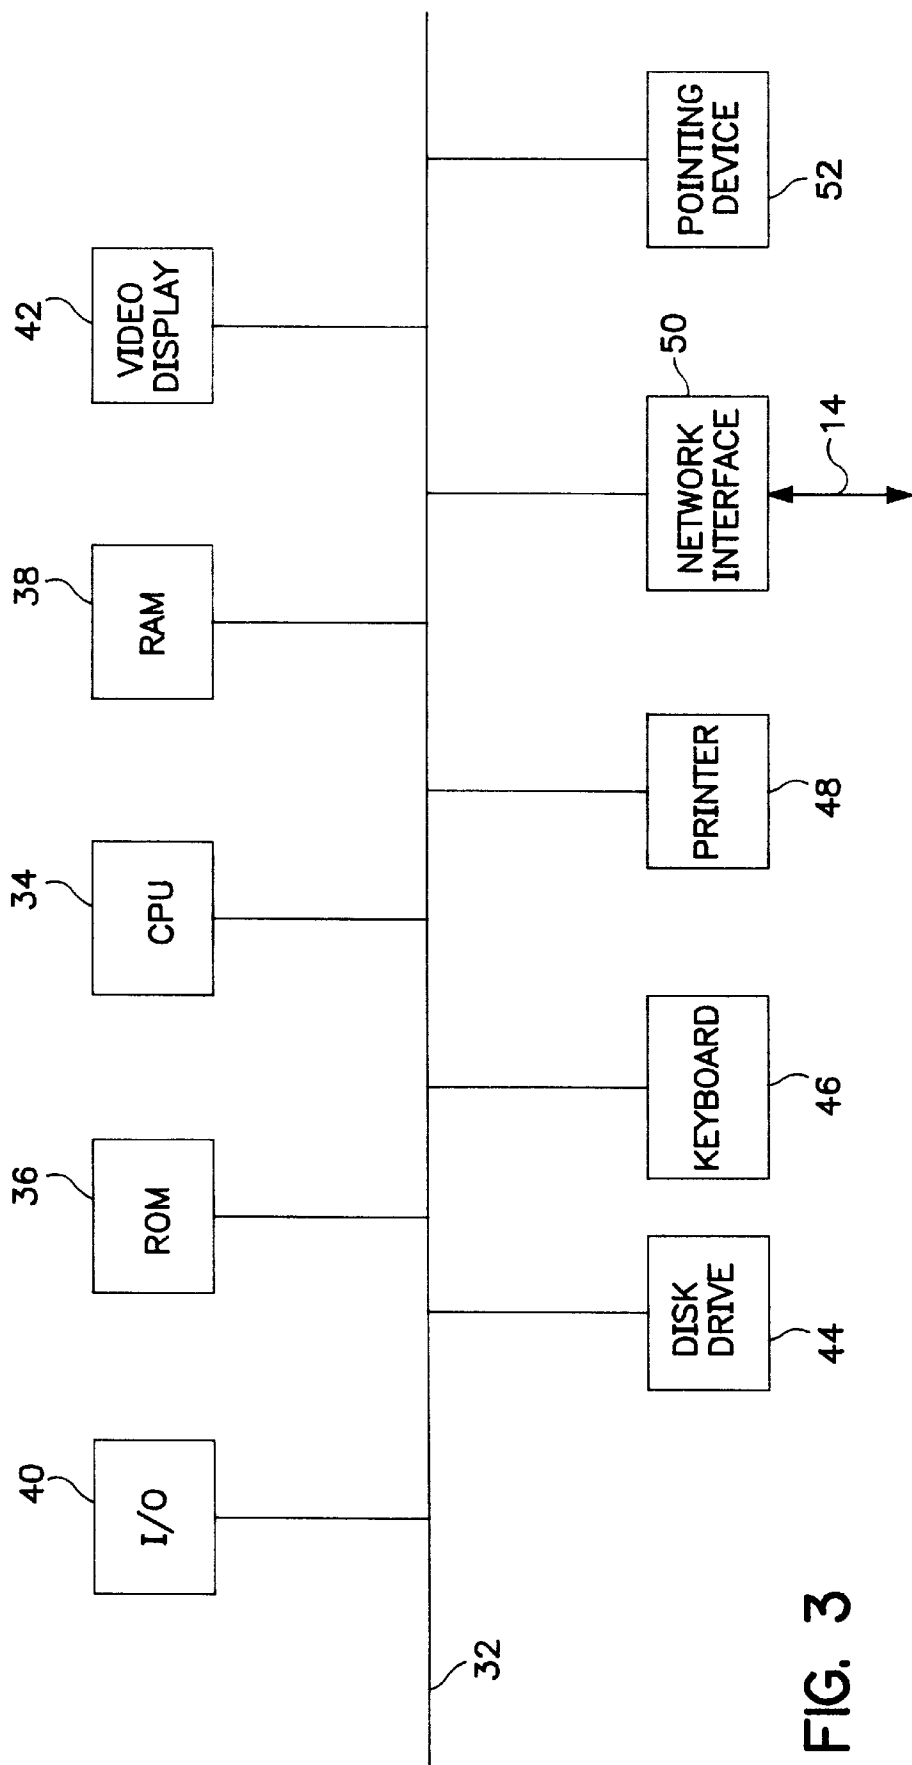 40
36
34
38
42
I/O
ROM
CPU
RAM
VIDEO
DISPLAY
32
50
DISK
DRIVE
KEYBOARD
PRINTER
NETWORK
INTERFACE
POINTING
DEVICE
44
46
48
14
52
FIG. 3